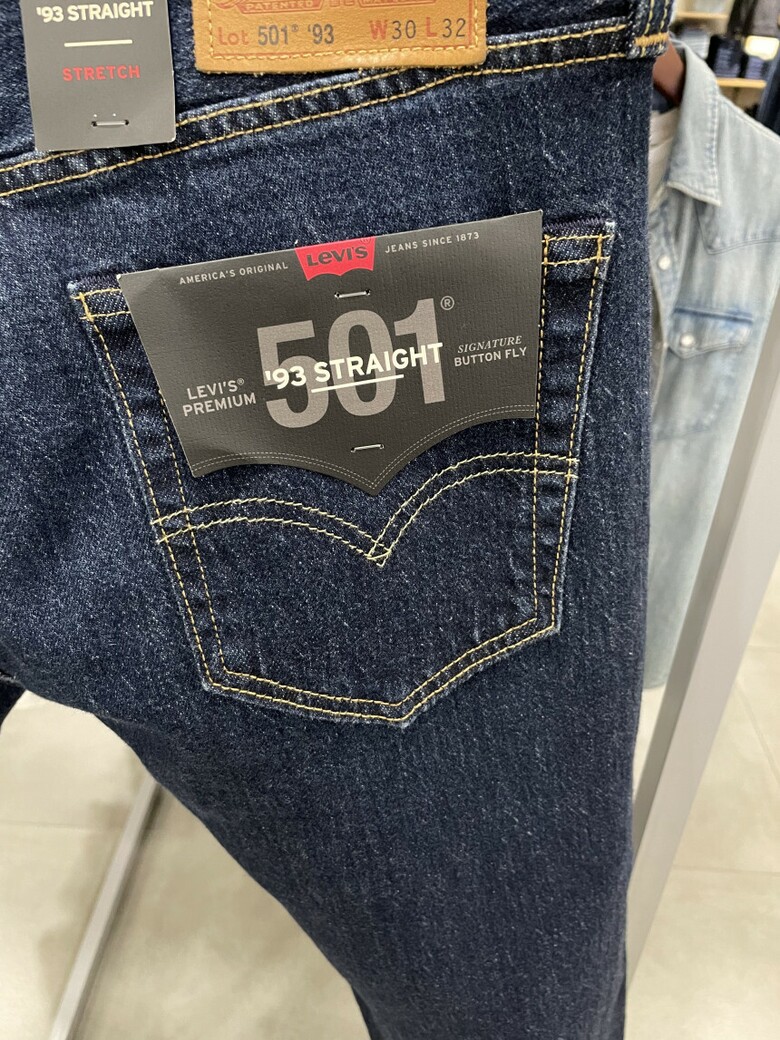 '93 STRAIGHT
STRETCH
PATENTED
Lot 501® '93 W30 L32
AMERICA'S ORIGINAL Levi's JEANS SINCE 1873
501®
'93 STRAIGHT
LEVI'S®
PREMIUM
SIGNATURE
BUTTON FLY